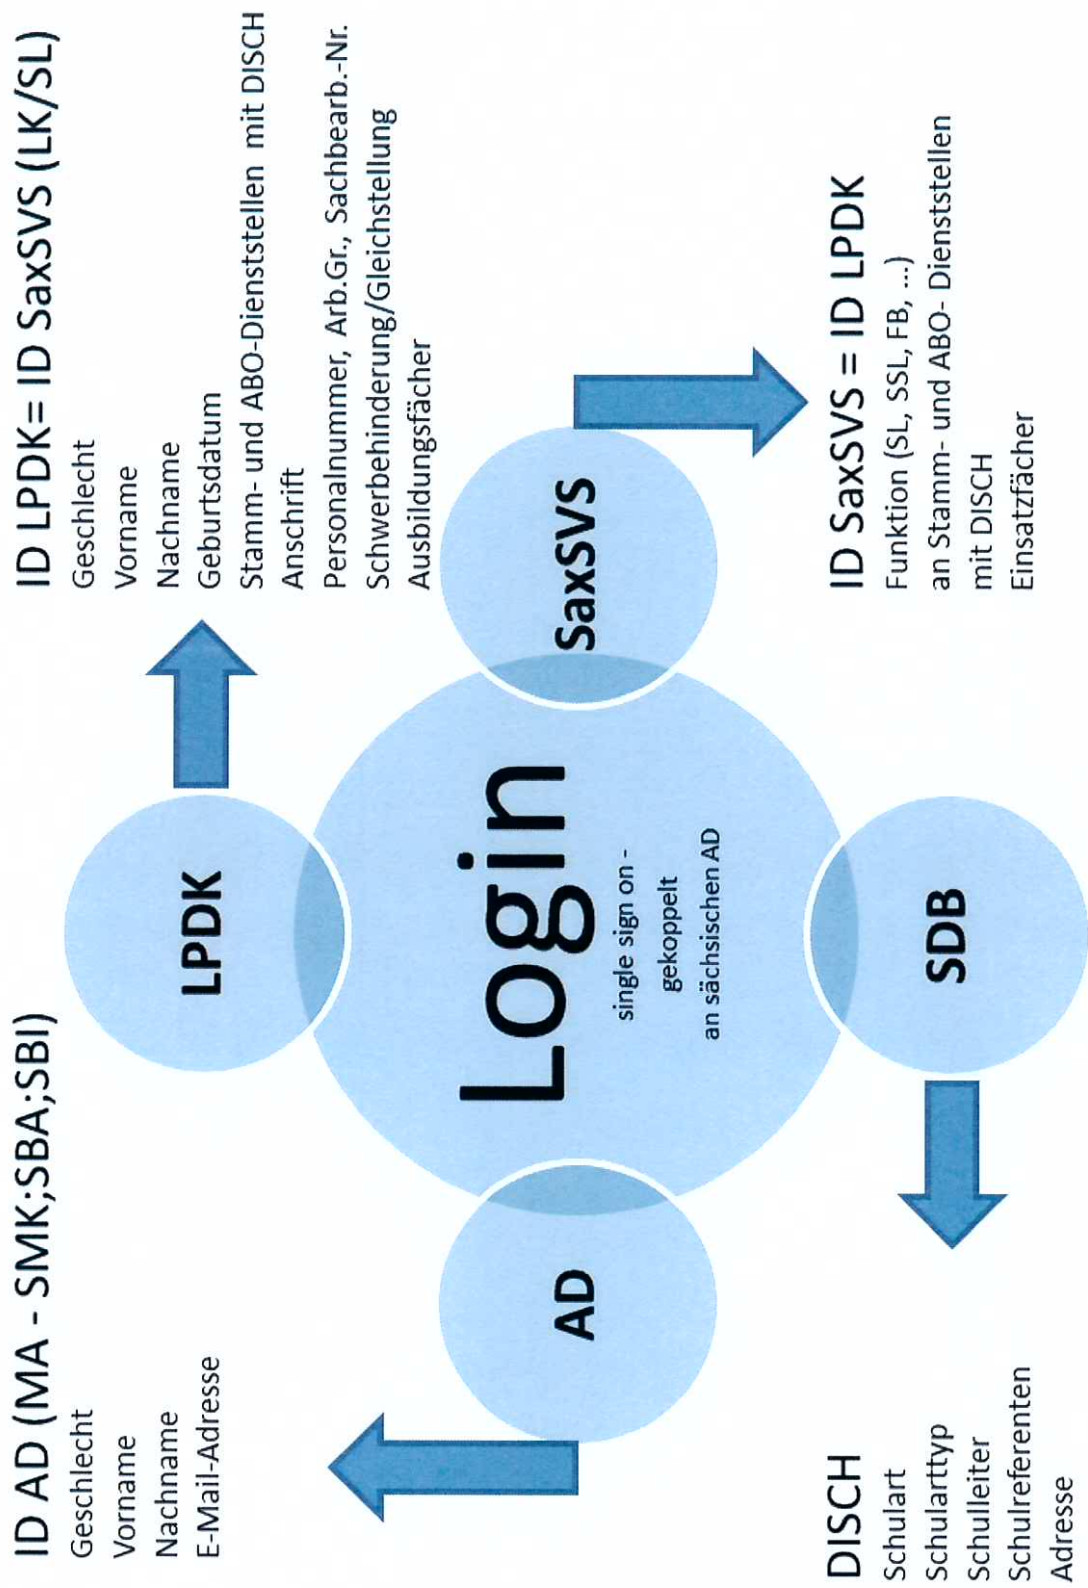 ID AD (MA - SMK;SBA;SBI)
Geschlecht
Vorname
Nachname
E-Mail-Adresse
ID LPDK= ID SaxSVS (LK/SL)
Geschlecht
Vorname
Nachname
Geburtsdatum
Stamm- und ABO-Dienststellen mit DISCH
Anschrift
Personalnummer, Arb.Gr., Sachbearb.-Nr.
Schwerbehinderung/Gleichstellung
Ausbildungsfächer
LPDK
AD
Login
single sign on -
gekoppelt
an sächsischen AD
SaxSVS
SDB
DISCH
Schulart
Schularttyp
Schulleiter
Schulreferenten
Adresse
ID SaxSVS = ID LPDK
Funktion (SL, SSL, FB, ...)
an Stamm- und ABO- Dienststellen
mit DISCH
Einsatzfächer